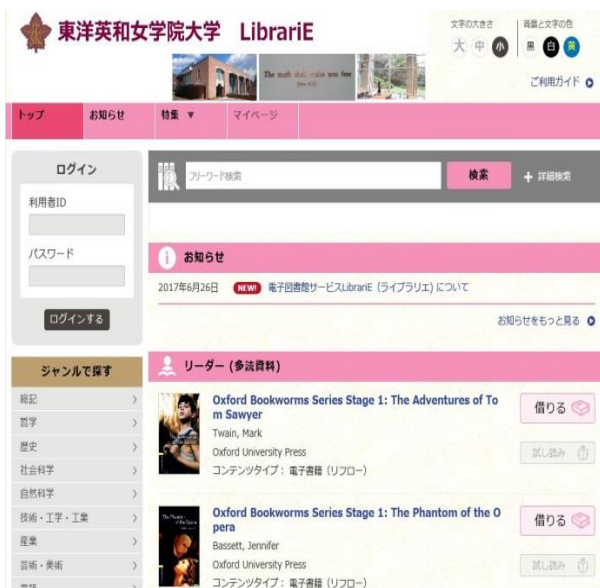 東洋英和女学院大学 LibrariE
文字の大きさ
大 中 小
背景と文字の色
黒 白 黄
The truth shall make you free
ご利用ガイド
トップ
お知らせ
特集 ▼
マイページ
ログイン
利用者ID
パスワード
ログインする
フリーワード検索
検索
+ 詳細検索
お知らせ
2017年6月26日 NEW! 電子図書館サービスLibrariE (ライブラリエ) について
お知らせをもっと見る
ジャンルで探す
総記
哲学
歴史
社会科学
自然科学
技術・工学・工業
産業
芸術・美術
言語
リーダー (多読資料)
Oxford Bookworms Series Stage 1: The Adventures of To
m Sawyer
Twain, Mark
Oxford University Press
コンテンツタイプ : 電子書籍 (リフロー)
借りる
試し読み
The Phantom
of the Opera
Oxford Bookworms Series Stage 1: The Phantom of the O
pera
Bassett, Jennifer
Oxford University Press
コンテンツタイプ : 電子書籍 (リフロー)
借りる
試し読み